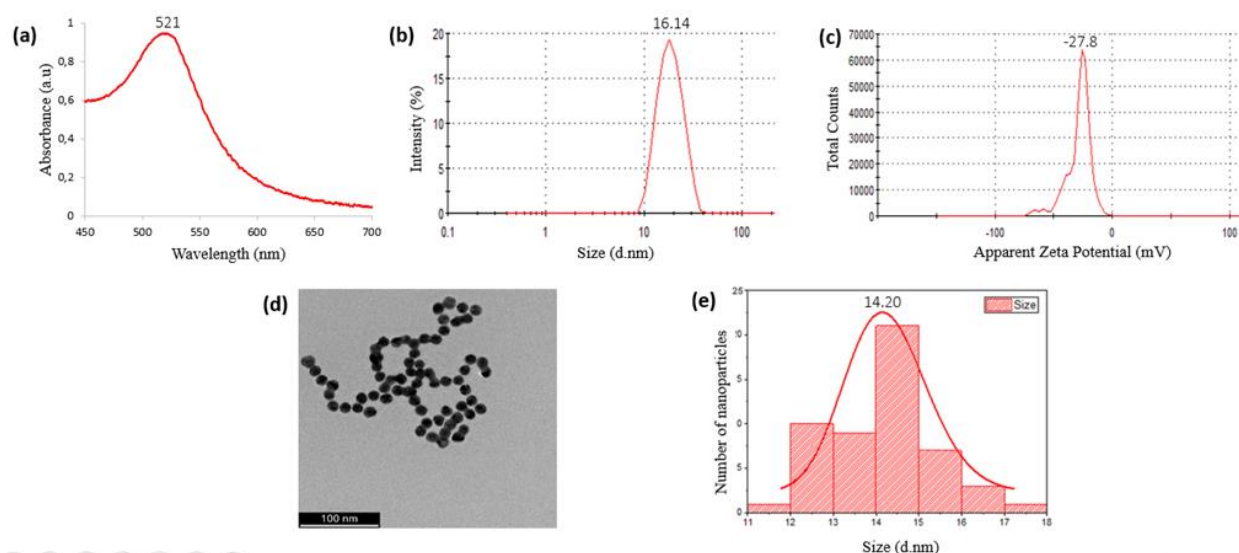 (a)
521
1
0,8
0,6
0,4
0,2
0
450 500 550 600 650 700
Absorbance (a.u)
Wavelength (nm)
(b)
16.14
20
15
10
5
0
0.1 1 10 100
Intensity (%)
Size (d.nm)
(c)
-27.8
70000
60000
50000
40000
30000
20000
10000
0
-100 0 100
Total Counts
Apparent Zeta Potential (mV)
(d)
100 nm
(e)
14.20
Size
25
20
5
0
5
11 12 13 14 15 16 17 18
Number of nanoparticles
Size (d.nm)